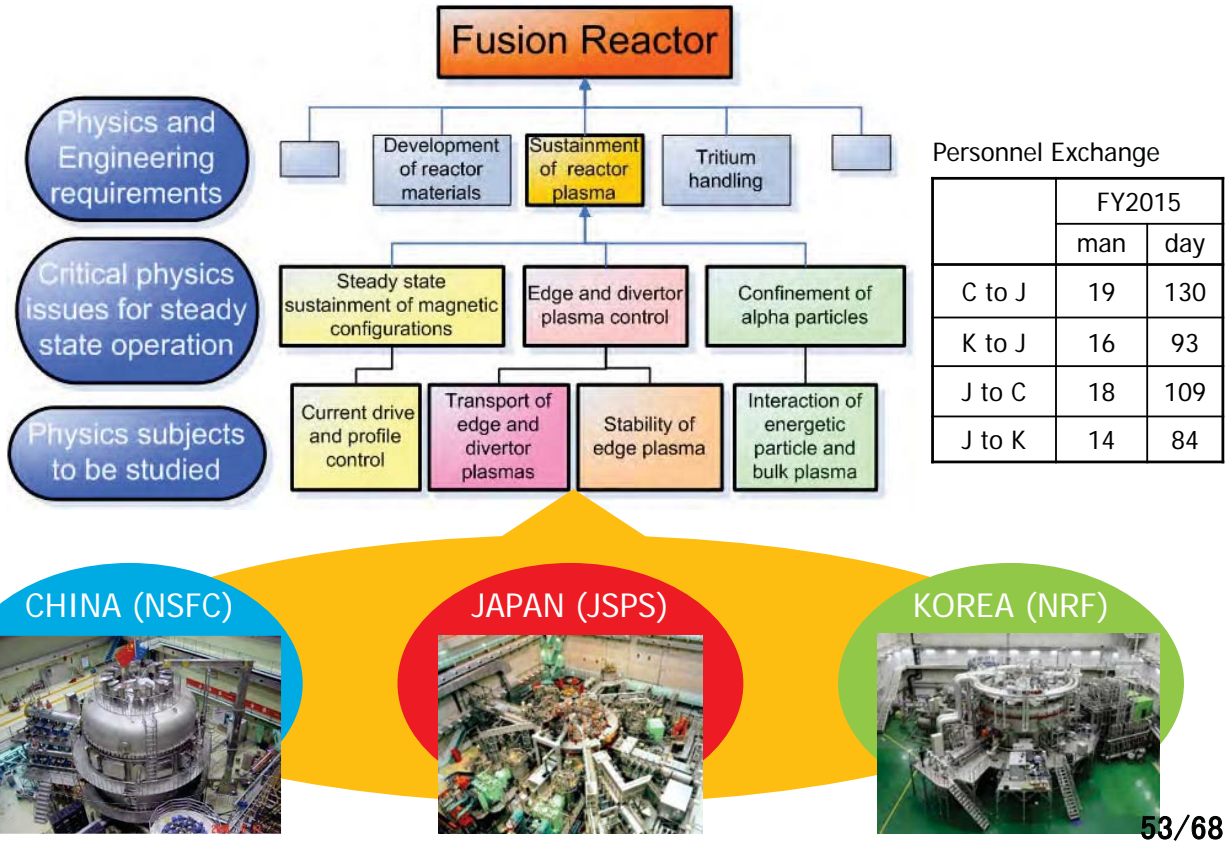 Fusion Reactor
Physics and
Engineering
requirements
Development
of reactor
materials
Sustainment
of reactor
plasma
Tritium
handling
Critical physics
issues for steady
state operation
Steady state
sustainment of magnetic
configurations
Edge and divertor
plasma control
Confinement of
alpha particles
Physics subjects
to be studied
Current drive
and profile
control
Transport of
edge and
divertor
plasmas
Stability of
edge plasma
Interaction of
energetic
particle and
bulk plasma
Personnel Exchange
FY2015
man day
C to J 19 130
K to J 16 93
J to C 18 109
J to K 14 84
CHINA (NSFC)
JAPAN (JSPS)
KOREA (NRF)
53/68